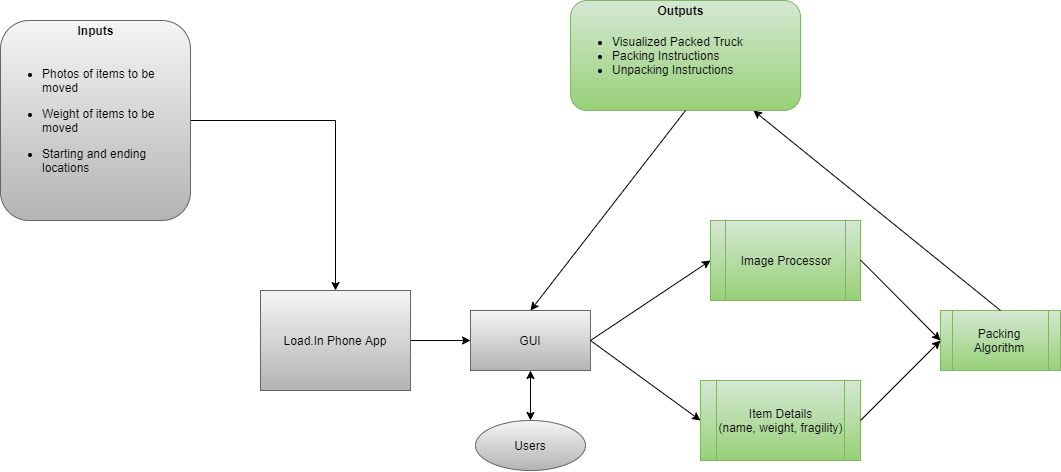 Inputs
Photos of items to be
moved
Weight of items to be
moved
Starting and ending
locations
Outputs
Visualized Packed Truck
Packing Instructions
Unpacking Instructions
Load.In Phone App
GUI
Users
Image Processor
Item Details
(name, weight, fragility)
Packing
Algorithm